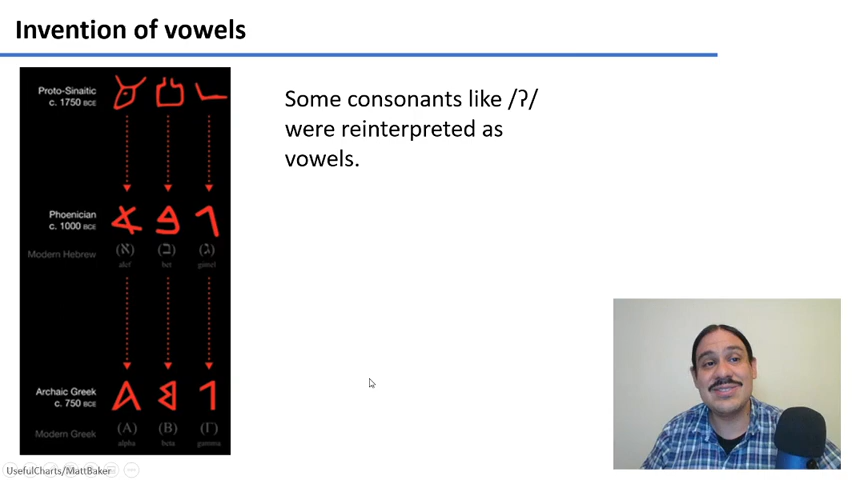 Invention of vowels
Proto-Sinaitic
c. 1750 BCE
Phoenician
c. 1000 BCE
Modern Hebrew
(א) (ב) (ג)
alef bet gimel
Archaic Greek
c. 750 BCE
Modern Greek
(Α) (Β) (Γ)
alpha beta gamma
UsefulCharts/MattBaker
Some consonants like /ʔ/
were reinterpreted as
vowels.